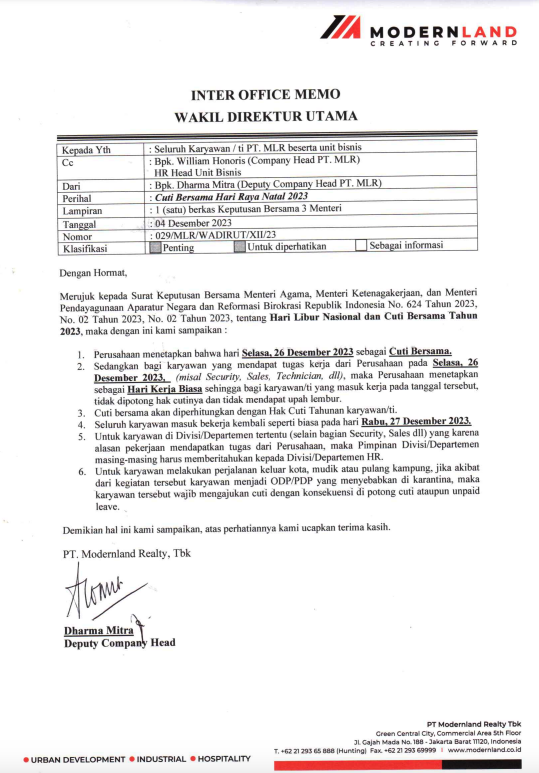 MODERNLAND
CREATING FORWARD
INTER OFFICE MEMO
WAKIL DIREKTUR UTAMA
Kepada Yth : Seluruh Karyawan / ti PT. MLR beserta unit bisnis
Cc : Bpk. William Honoris (Company Head PT. MLR)
HR Head Unit Bisnis
Dari : Bpk. Dharma Mitra (Deputy Company Head PT. MLR)
Perihal : Cuti Bersama Hari Raya Natal 2023
Lampiran : 1 (satu) berkas Keputusan Bersama 3 Menteri
Tanggal : 04 Desember 2023
Nomor : 029/MLR/WADIRUT/XII/23
Klasifikasi Penting Untuk diperhatikan Sebagai informasi
Dengan Hormat,
Merujuk kepada Surat Keputusan Bersama Menteri Agama, Menteri Ketenagakerjaan, dan Menteri
Pendayagunaan Aparatur Negara dan Reformasi Birokrasi Republik Indonesia No. 624 Tahun 2023,
No. 02 Tahun 2023, No. 02 Tahun 2023, tentang Hari Libur Nasional dan Cuti Bersama Tahun
2023, maka dengan ini kami sampaikan :
1. Perusahaan menetapkan bahwa hari Selasa, 26 Desember 2023 sebagai Cuti Bersama.
2. Sedangkan bagi karyawan yang mendapat tugas kerja dari Perusahaan pada Selasa, 26
Desember 2023, (misal Security, Sales, Technician, dll), maka Perusahaan menetapkan
sebagai Hari Kerja Biasa sehingga bagi karyawan/ti yang masuk kerja pada tanggal tersebut,
tidak dipotong hak cutinya dan tidak mendapat upah lembur.
3. Cuti bersama akan diperhitungkan dengan Hak Cuti Tahunan karyawan/ti.
4. Seluruh karyawan masuk bekerja kembali seperti biasa pada hari Rabu, 27 Desember 2023.
5. Untuk karyawan di Divisi/Departemen tertentu (selain bagian Security, Sales dll) yang karena
alasan pekerjaan mendapatkan tugas dari Perusahaan, maka Pimpinan Divisi/Departemen
masing-masing harus memberitahukan kepada Divisi/Departemen HR.
6. Untuk karyawan melakukan perjalanan keluar kota, mudik atau pulang kampung, jika akibat
dari kegiatan tersebut karyawan menjadi ODP/PDP yang menyebabkan di karantina, maka
karyawan tersebut wajib mengajukan cuti dengan konsekuensi di potong cuti ataupun unpaid
leave.
Demikian hal ini kami sampaikan, atas perhatiannya kami ucapkan terima kasih.
PT. Modernland Realty, Tbk
Dharma Mitra
Deputy Company Head
PT Modernland Realty Tbk
Green Central City, Commercial Area 5th Floor
Jl. Gajah Mada No. 188 - Jakarta Barat 11120, Indonesia
T. +62 21 293 65 888 (Hunting) Fax. +62 21 293 69999 | www.modernland.co.id
URBAN DEVELOPMENT INDUSTRIAL HOSPITALITY